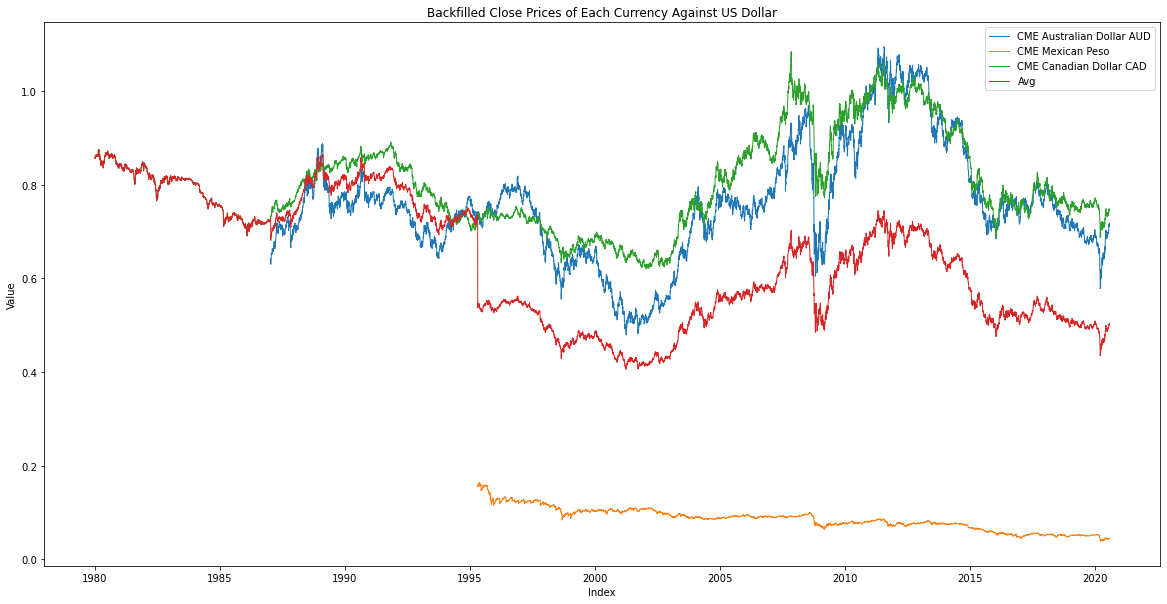 Backfilled Close Prices of Each Currency Against US Dollar
CME Australian Dollar AUD
CME Mexican Peso
CME Canadian Dollar CAD
Avg
Value
1.0
0.8
0.6
0.4
0.2
0.0
1980 1985 1990 1995 2000 2005 2010 2015 2020
Index